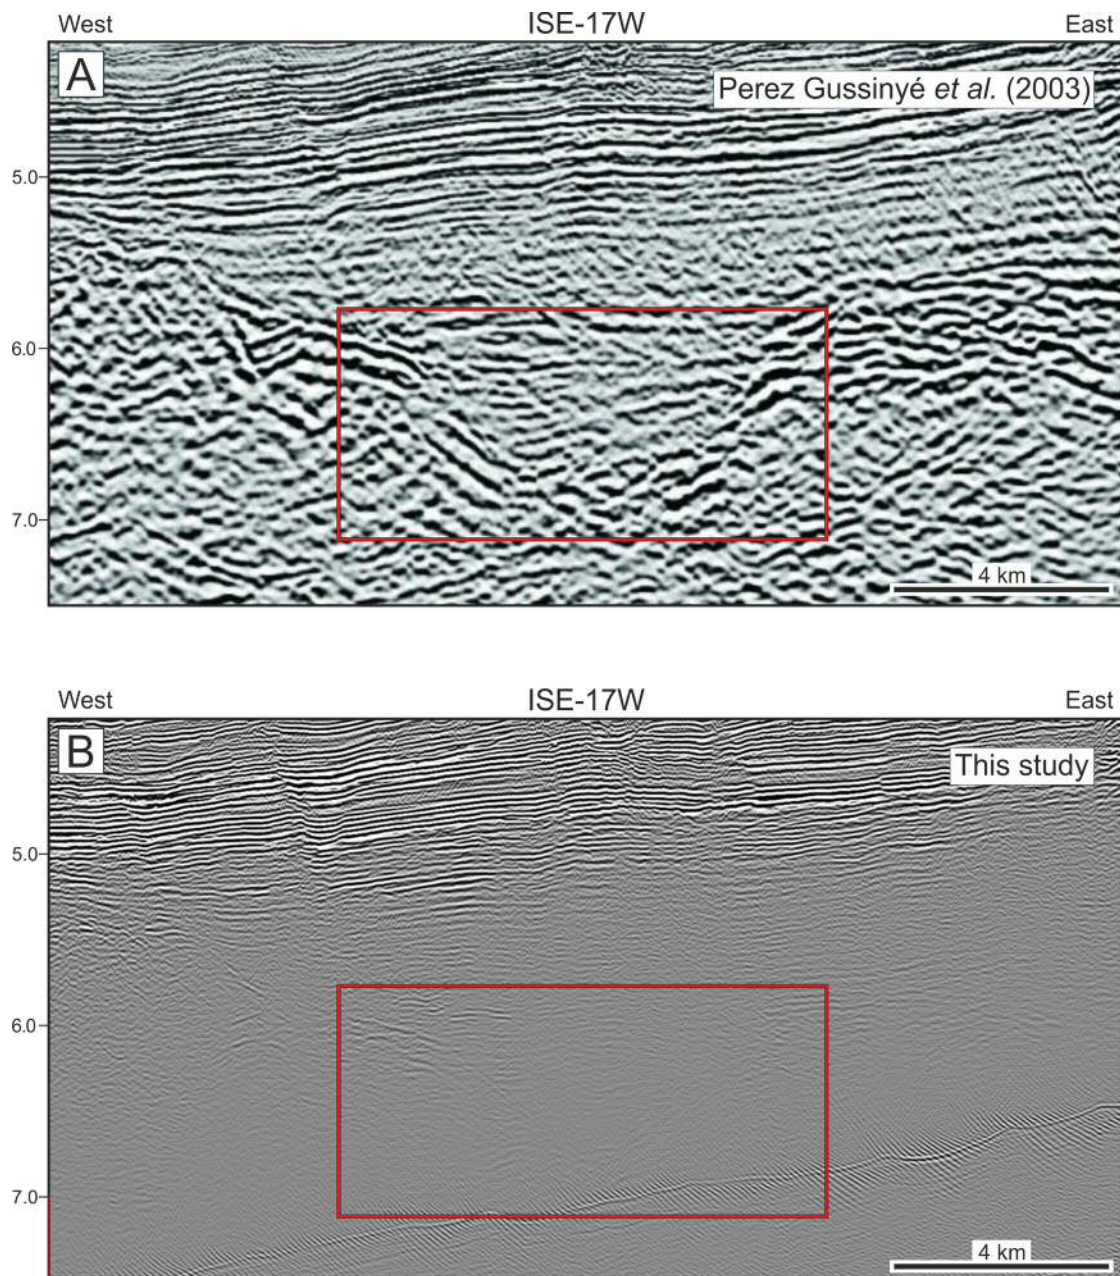 West ISE-17W East
A
Perez Gussinyé et al. (2003)
5.0
6.0
7.0
4 km
West ISE-17W East
B
This study
5.0
6.0
7.0
4 km